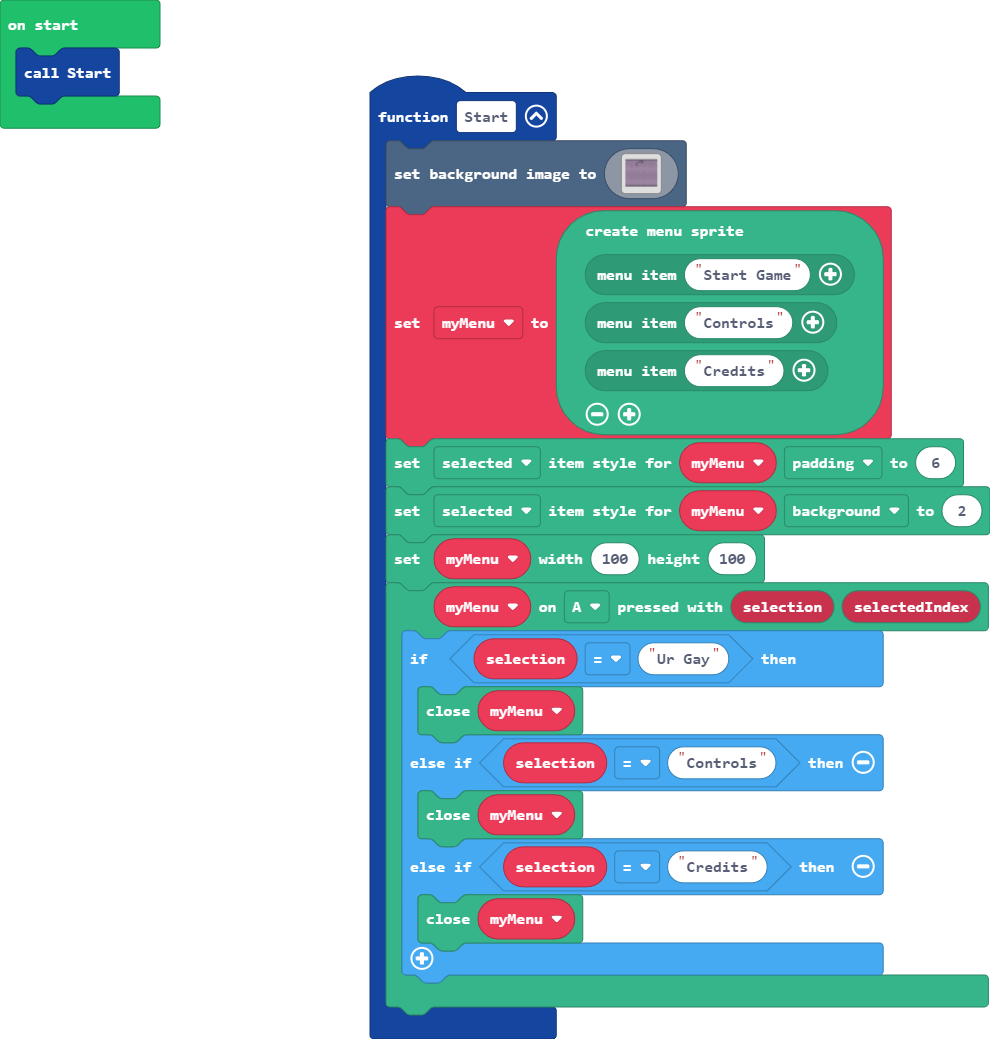 on start
call Start
function Start
set background image to
create menu sprite
menu item "Start Game"
set myMenu to
menu item "Controls"
menu item "Credits"
set selected item style for myMenu padding to 6
set selected item style for myMenu background to 2
set myMenu width 100 height 100
myMenu on A pressed with selection selectedIndex
if selection = "Ur Gay" then
close myMenu
else if selection = "Controls" then
close myMenu
else if selection = "Credits" then
close myMenu